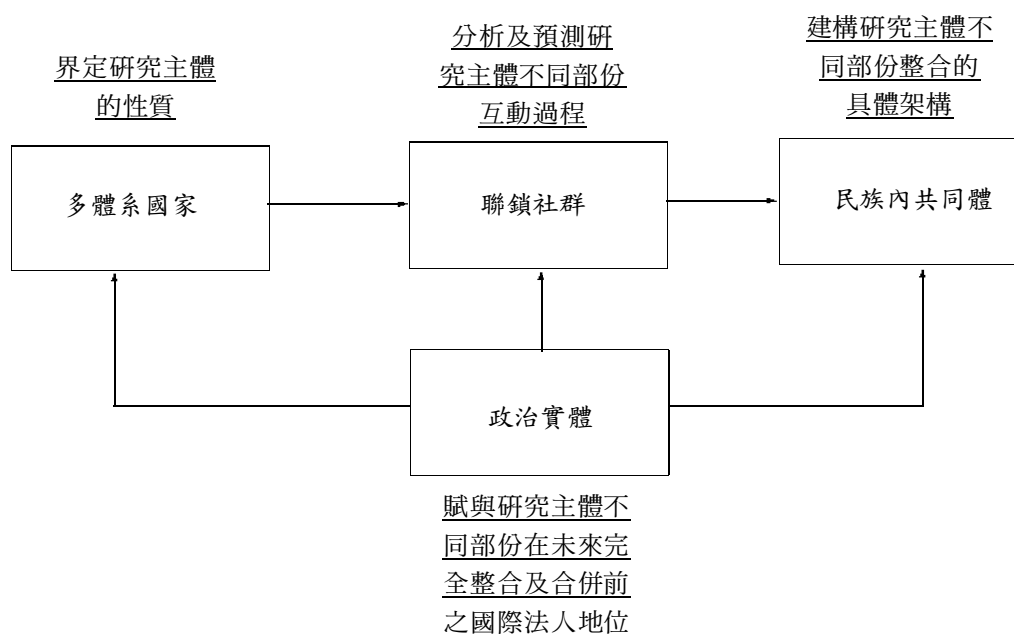 界定研究主體
的性質
分析及預測研
究主體不同部份
互動過程
建構研究主體不
同部份整合的
具體架構
多體系國家
聯鎖社群
民族內共同體
政治實體
賦與研究主體不
同部份在未來完
全整合及合併前
之國際法人地位